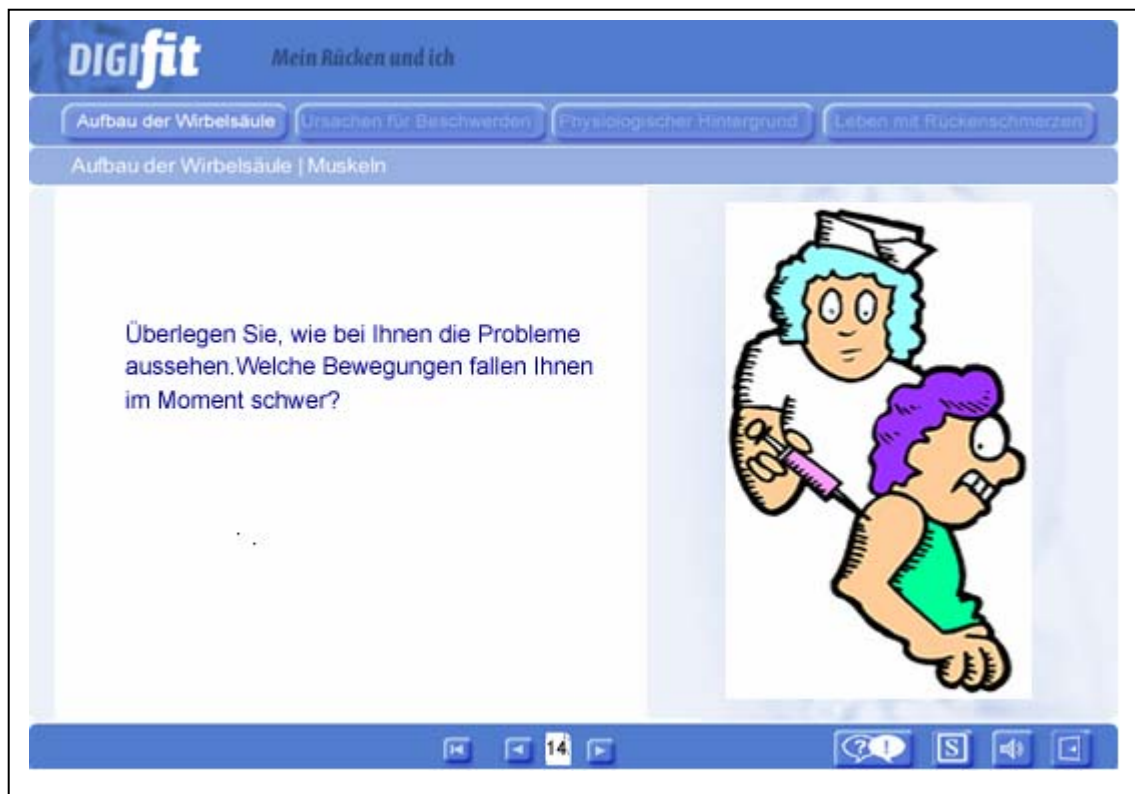 DIGIfit
Mein Rücken und ich
Aufbau der Wirbelsäule Ursachen für Beschwerden Physiologischer Hintergrund Leben mit Rückenschmerzen
Aufbau der Wirbelsäule | Muskeln
Überlegen Sie, wie bei Ihnen die Probleme
aussehen.Welche Bewegungen fallen Ihnen
im Moment schwer?
14
?! S